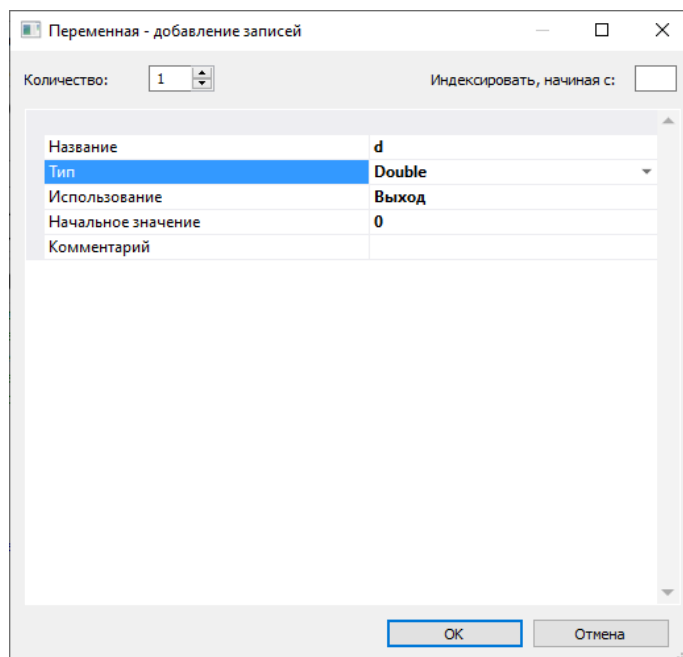 Переменная - добавление записей
Количество: 1 Индексировать, начиная с:
Название d
Тип Double
Использование Выход
Начальное значение 0
Комментарий
OK Отмена